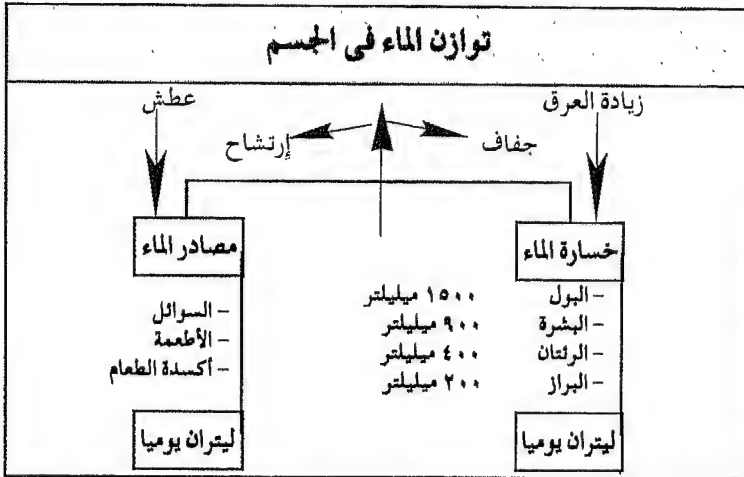 توازن الماء فى الجسم
زيادة العرق
عطش
جفاف
إرتشاح
خسارة الماء
- البول ١٥٠٠ ميليلتر
- البشرة ٩٠٠ ميليلتر
- الرئتان ٤٠٠ ميليلتر
- البراز ٢٠٠ ميليلتر
ليتران يوميا
مصادر الماء
- السوائل
- الأطعمة
- أكسدة الطعام
ليتران يوميا